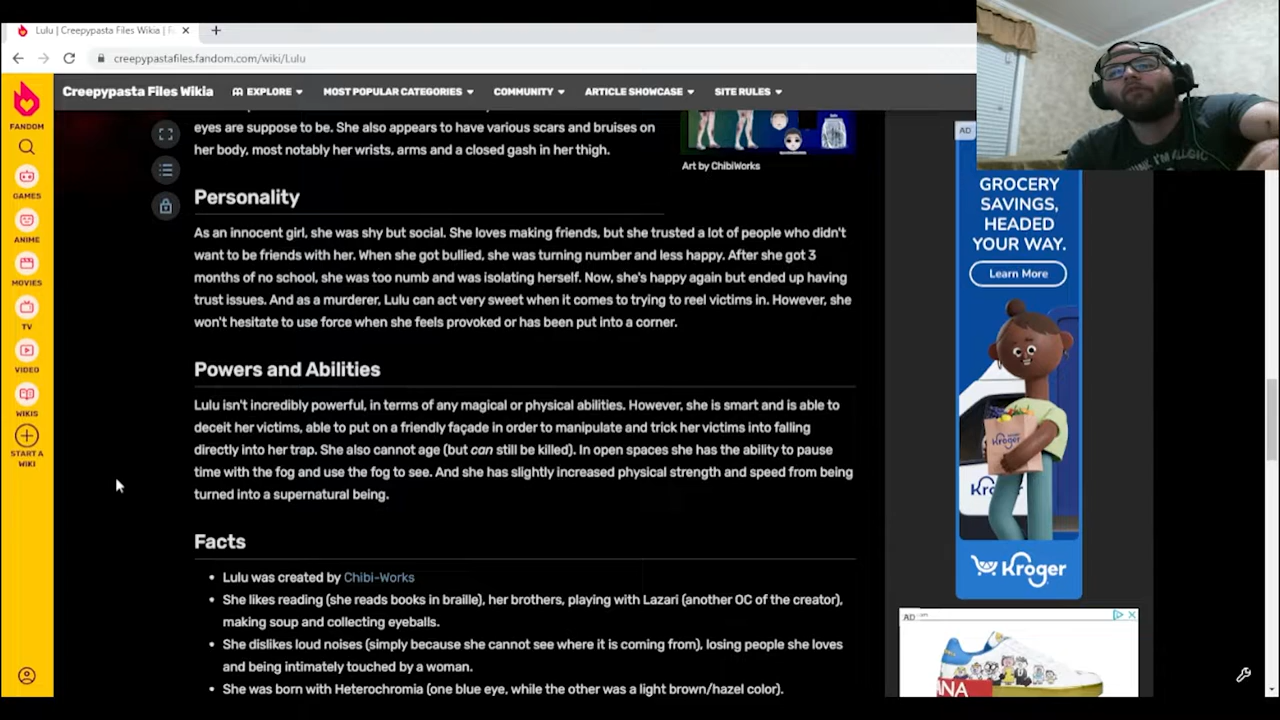 Lulu | Creepypasta Files Wikia |
creepypastafiles.fandom.com/wiki/Lulu
Creepypasta Files Wikia
EXPLORE
MOST POPULAR CATEGORIES
COMMUNITY
ARTICLE SHOWCASE
SITE RULES
FANDOM
GAMES
ANIME
MOVIES
TV
VIDEO
WIKIS
START A
WIKI
eyes are suppose to be. She also appears to have various scars and bruises on
her body, most notably her wrists, arms and a closed gash in her thigh.
Art by ChibiWorks
Personality
As an innocent girl, she was shy but social. She loves making friends, but she trusted a lot of people who didn't
want to be friends with her. When she got bullied, she was turning number and less happy. After she got 3
months of no school, she was too numb and was isolating herself. Now, she's happy again but ended up having
trust issues. And as a murderer, Lulu can act very sweet when it comes to trying to reel victims in. However, she
won't hesitate to use force when she feels provoked or has been put into a corner.
Powers and Abilities
Lulu isn't incredibly powerful, in terms of any magical or physical abilities. However, she is smart and is able to
deceit her victims, able to put on a friendly façade in order to manipulate and trick her victims into falling
directly into her trap. She also cannot age (but can still be killed). In open spaces she has the ability to pause
time with the fog and use the fog to see. And she has slightly increased physical strength and speed from being
turned into a supernatural being.
Facts
• Lulu was created by Chibi-Works
• She likes reading (she reads books in braille), her brothers, playing with Lazari (another OC of the creator),
making soup and collecting eyeballs.
• She dislikes loud noises (simply because she cannot see where it is coming from), losing people she loves
and being intimately touched by a woman.
• She was born with Heterochromia (one blue eye, while the other was a light brown/hazel color).
AD
GROCERY
SAVINGS,
HEADED
YOUR WAY.
Learn More
Kroger
Kroger
AD